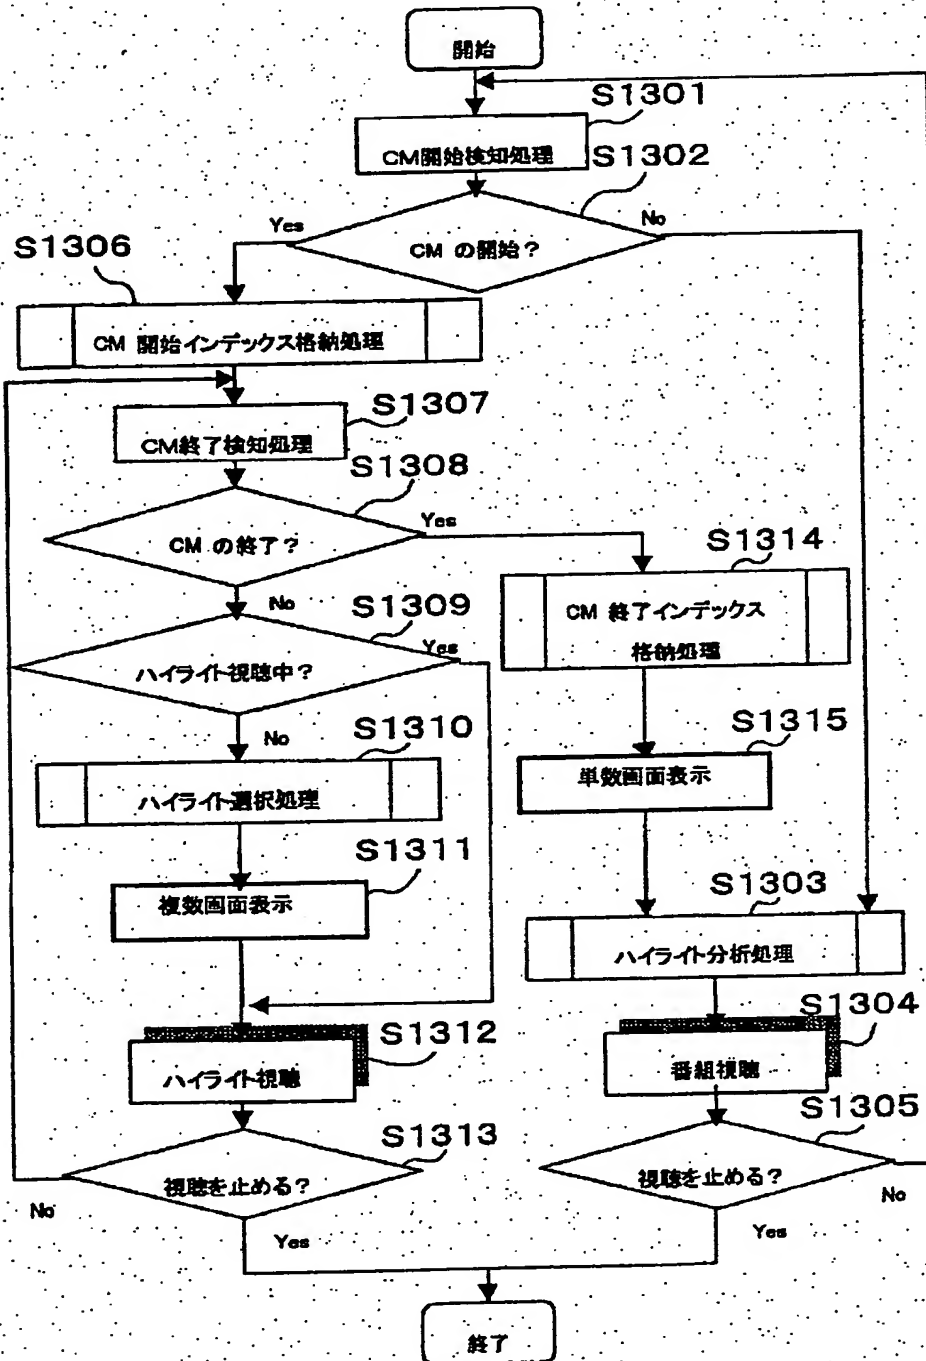 開始
S1301
CM開始検知処理
S1302
Yes
No
CM の開始？
S1306
CM 開始インデックス格納処理
S1307
CM終了検知処理
S1308
Yes
CM の終了？
S1314
No
S1309
CM 終了インデックス
格納処理
Yes
ハイライト視聴中？
No
S1310
S1315
ハイライト選択処理
単数画面表示
S1311
複数画面表示
S1303
ハイライト分析処理
S1312
S1304
ハイライト視聴
番組視聴
S1313
S1305
視聴を止める？
視聴を止める？
No
No
Yes
Yes
終了